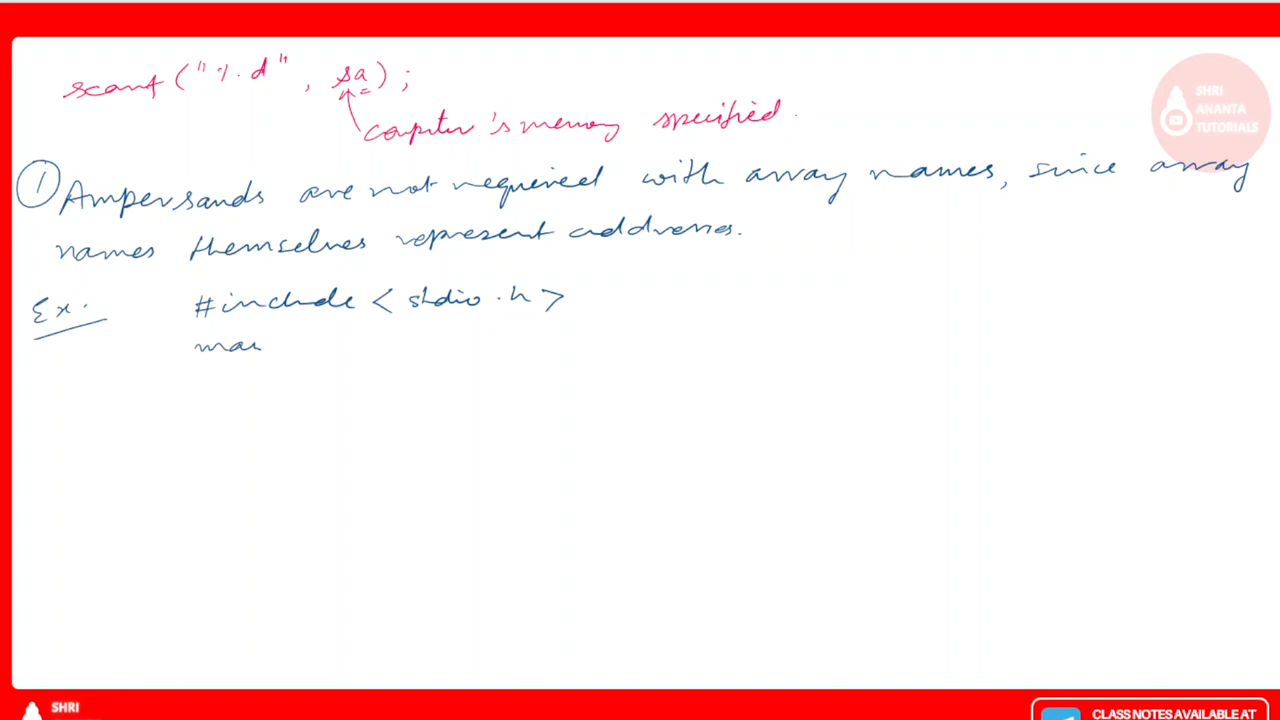 scanf ("%d", &a);
computer's memory specified.
① Ampersands are not required with array names, since array
names themselves represent addresses.
Ex: #include < stdio.h >
mai
SHRI
ANANTA
TUTORIALS
SHRI
CLASS NOTES AVAILABLE AT